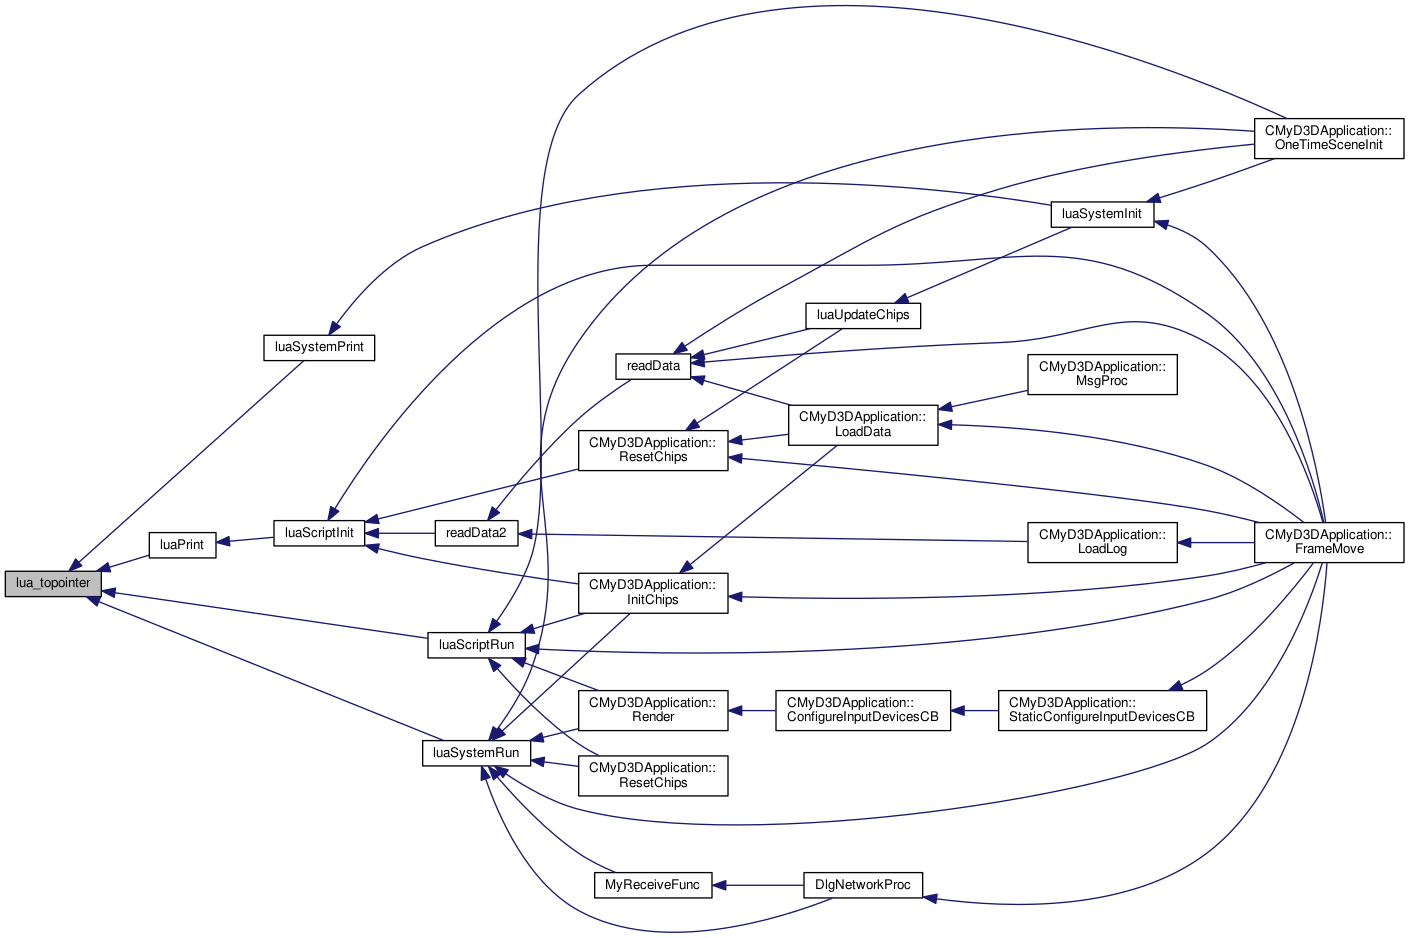 CMyD3DApplication::
OneTimeSceneInit
luaSystemInit
luaUpdateChips
luaSystemPrint
readData
CMyD3DApplication::
MsgProc
CMyD3DApplication::
LoadData
CMyD3DApplication::
ResetChips
luaScriptInit
readData2
luaPrint
CMyD3DApplication::
LoadLog
CMyD3DApplication::
FrameMove
lua_topointer
CMyD3DApplication::
InitChips
luaScriptRun
CMyD3DApplication::
Render
CMyD3DApplication::
ConfigureInputDevicesCB
CMyD3DApplication::
StaticConfigureInputDevicesCB
luaSystemRun
CMyD3DApplication::
ResetChips
MyReceiveFunc
DlgNetworkProc